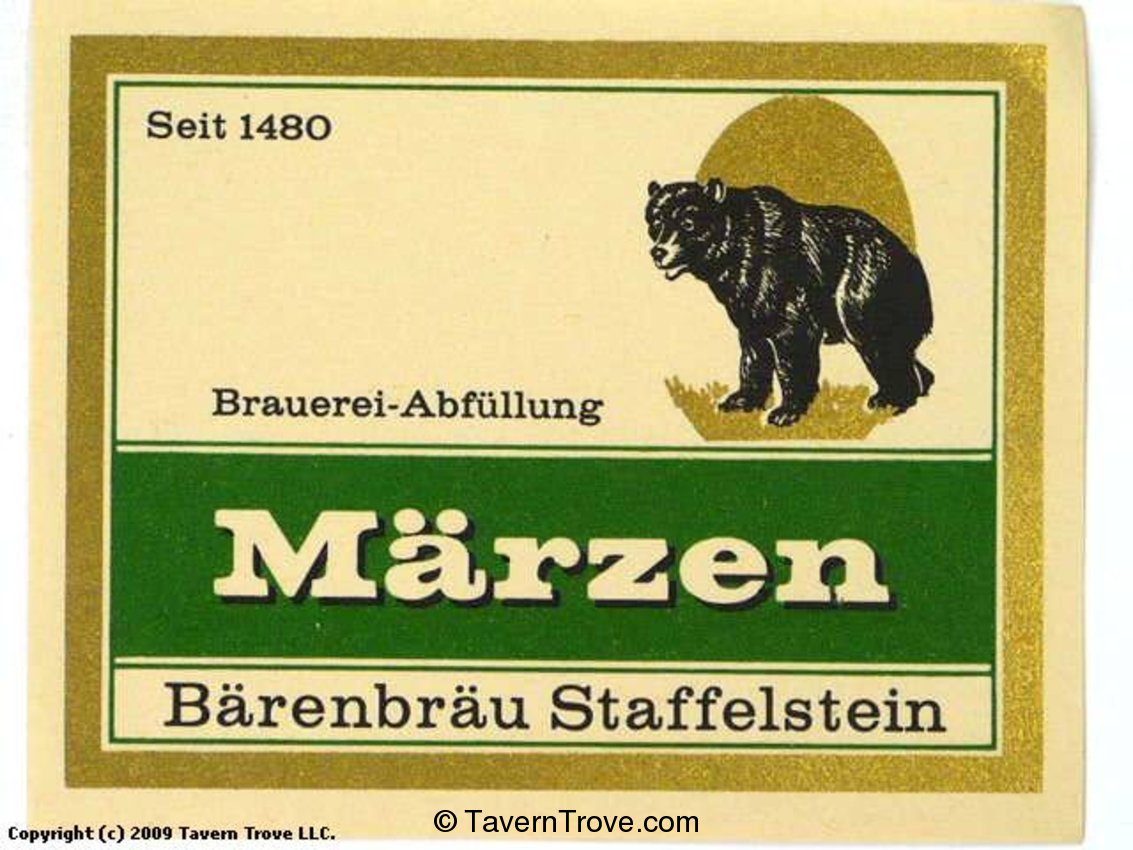 Seit 1480
Brauerei-Abfüllung
Märzen
Bärenbräu Staffelstein
© TavernTrove.com
Copyright (c) 2009 Tavern Trove LLC.